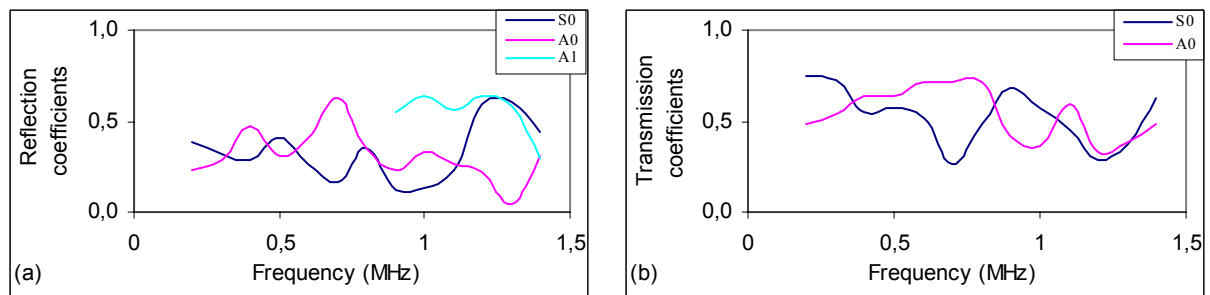 1,0
0,5
0,0
Reflection
coefficients
S0
A0
A1
0
0,5
1
1,5
Frequency (MHz)
(a)
1,0
0,5
0,0
Transmission
coefficients
S0
A0
0
0,5
1
1,5
Frequency (MHz)
(b)